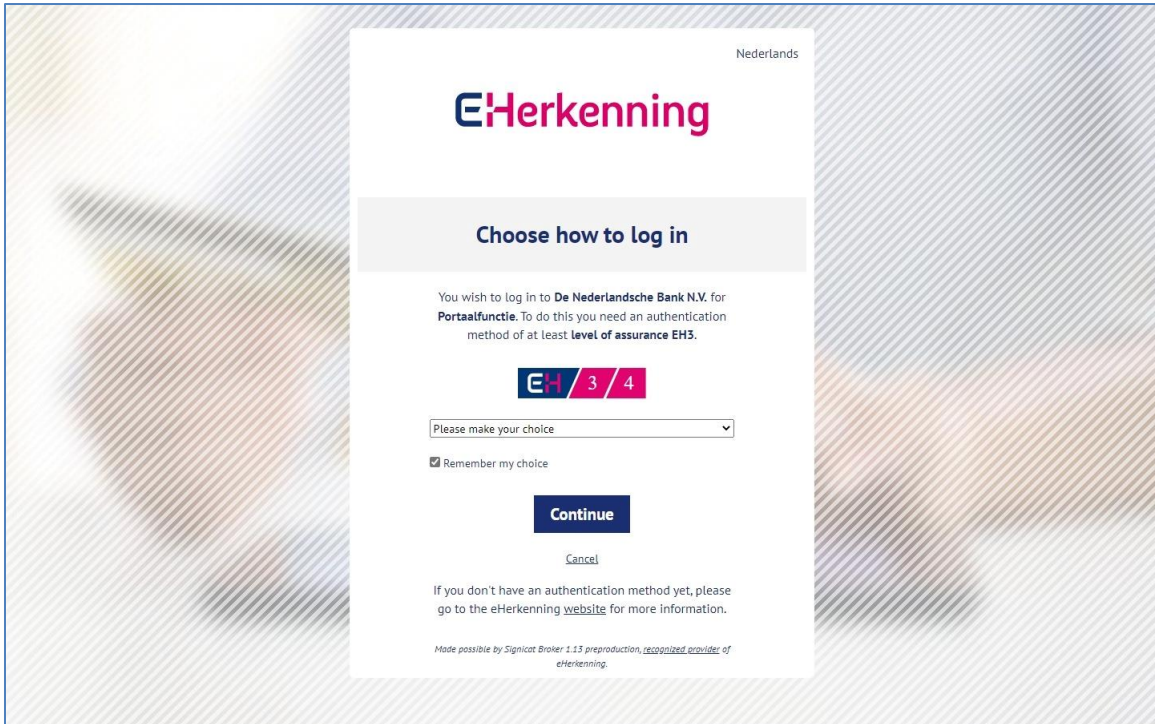 Nederlands
EHerkenning
Choose how to log in
You wish to log in to De Nederlandsche Bank N.V. for
Portaalfunctie. To do this you need an authentication
method of at least level of assurance EH3.
EH 3 4
Please make your choice
Remember my choice
Continue
Cancel
If you don't have an authentication method yet, please
go to the eHerkenning website for more information.
Made possible by Signicat Broker 1.13 preproduction, recognized provider of
eHerkenning.